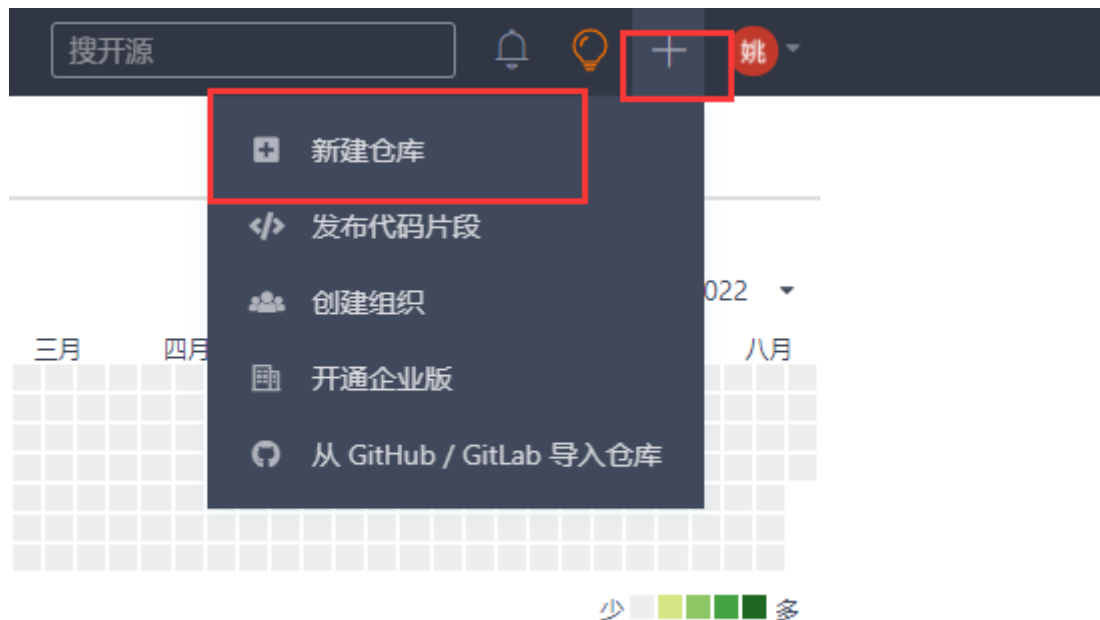 搜开源
姚
新建仓库
发布代码片段
创建组织
022
三月 四月 八月
开通企业版
从 GitHub / GitLab 导入仓库
少 多